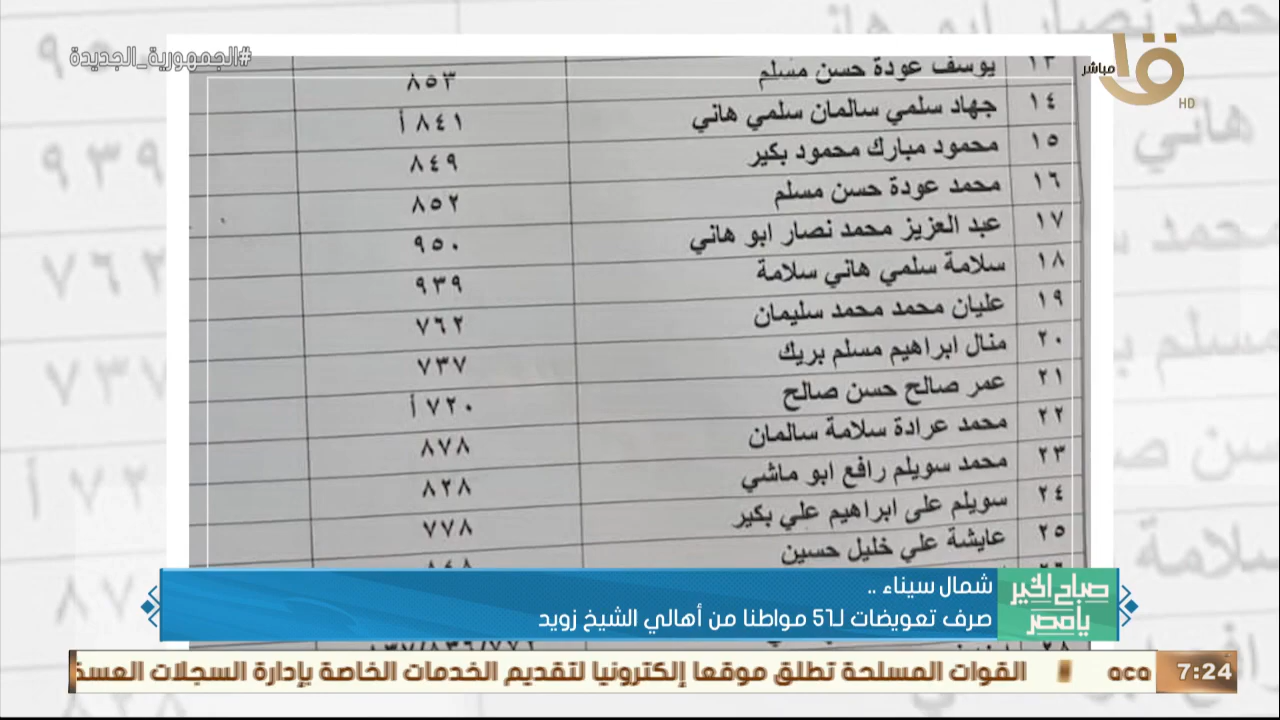 #الجمهورية_الجديدة
مباشر
HD
١٣ يوسف عودة حسن مسلم ٨٥٣
١٤ جهاد سلمي سالمان سلمي هاني ٨٤١ أ
١٥ محمود مبارك محمود بكير ٨٤٩
١٦ محمد عودة حسن مسلم ٨٥٢
١٧ عبد العزيز محمد نصار ابو هاني ٩٥٠
١٨ سلامة سلمي هاني سلامة ٩٣٩
١٩ عليان محمد محمد سليمان ٧٦٢
٢٠ منال ابراهيم مسلم بريك ٧٣٧
٢١ عمر صالح حسن صالح ٧٢٠ أ
٢٢ محمد عرادة سلامة سالمان ٨٧٨
٢٣ محمد سويلم رافع ابو ماشي ٨٢٨
٢٤ سويلم على ابراهيم علي بكير ٧٧٨
٢٥ عايشة علي خليل حسين
صباح الخير
يا مصر
شمال سيناء ..
صرف تعويضات لـ56 مواطنا من أهالي الشيخ زويد
القوات المسلحة تطلق موقعا إلكترونيا لتقديم الخدمات الخاصة بإدارة السجلات العسك
7:24